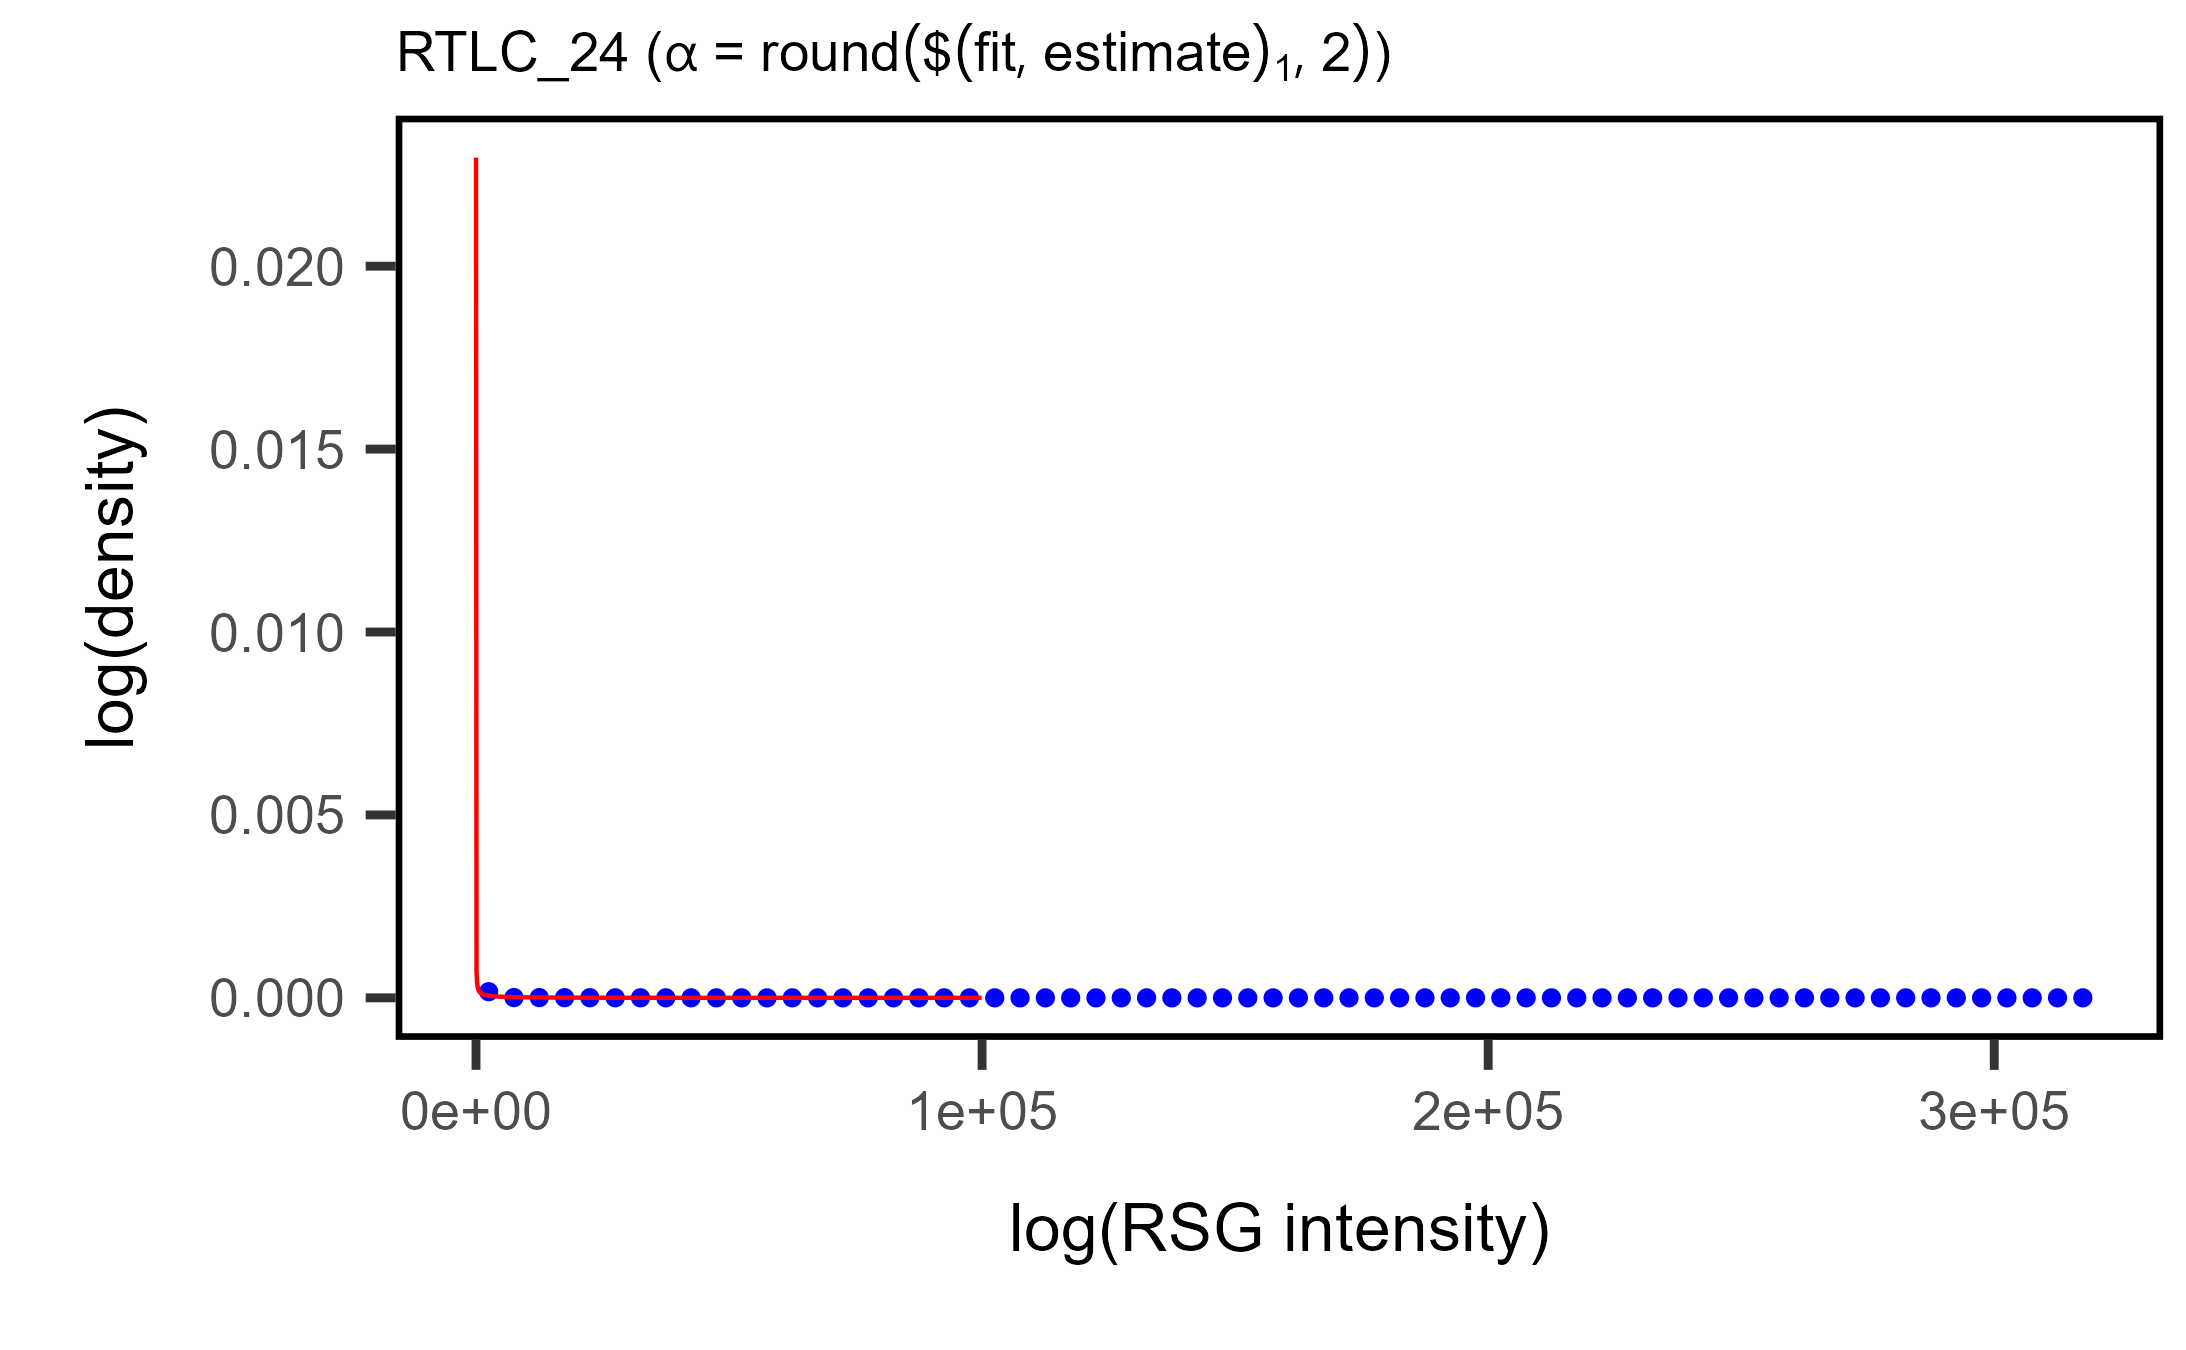 RTLC_24 (α = round($(fit, estimate)₁, 2))
log(density)
0.020
0.015
0.010
0.005
0.000
0e+00 1e+05 2e+05 3e+05
log(RSG intensity)